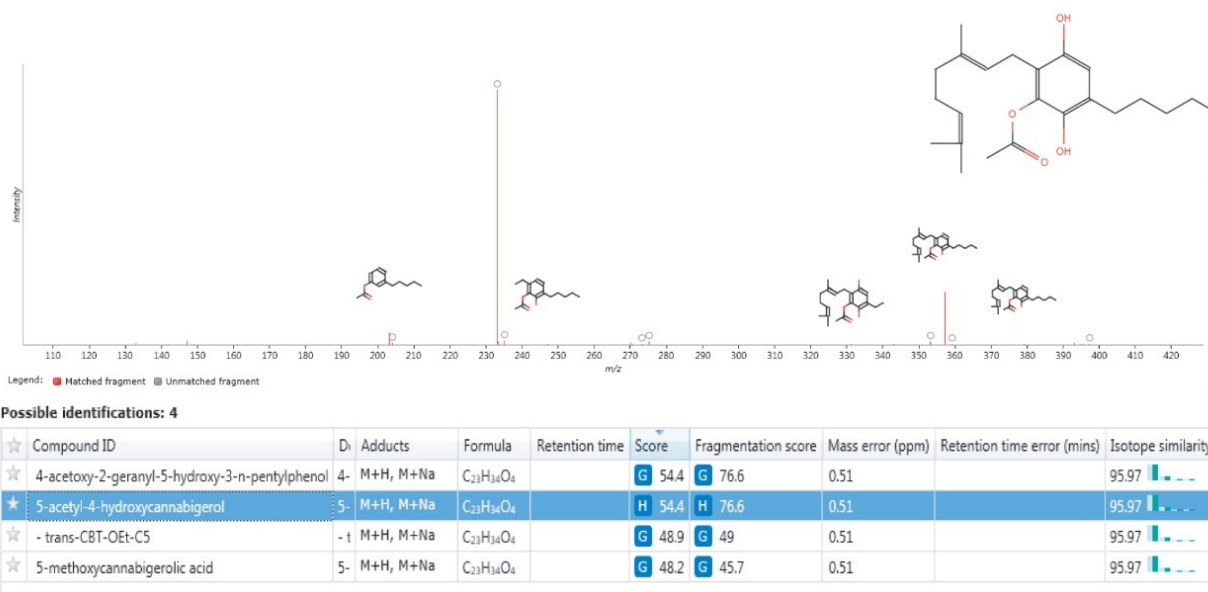 OH
O
O
OH
Intensity
110 120 130 140 150 160 170 180 190 200 210 220 230 240 250 260 270 280 290 300 310 320 330 340 350 360 370 380 390 400 410 420
m/z
Legend: Matched fragment Unmatched fragment
Possible identifications: 4
Compound ID D Adducts Formula Retention time Score Fragmentation score Mass error (ppm) Retention time error (mins) Isotope similarity
4-acetoxy-2-geranyl-5-hydroxy-3-n-pentylphenol 4- M+H, M+Na C₂₃H₃₄O₄ G 54.4 G 76.6 0.51 95.97
5-acetyl-4-hydroxycannabigerol 5- M+H, M+Na C₂₃H₃₄O₄ H 54.4 H 76.6 0.51 95.97
- trans-CBT-OEt-C5 - t M+H, M+Na C₂₃H₃₄O₄ G 48.9 G 49 0.51 95.97
5-methoxycannabigerolic acid 5- M+H, M+Na C₂₃H₃₄O₄ G 48.2 G 45.7 0.51 95.97